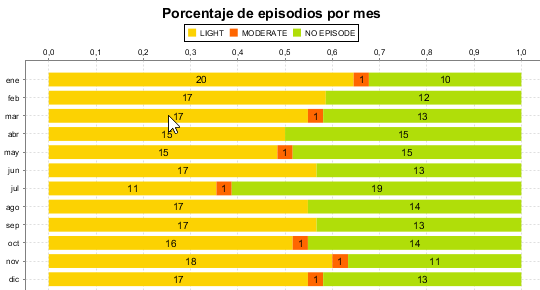 Porcentaje de episodios por mes
LIGHT MODERATE NO EPISODE
0,0 0,1 0,2 0,3 0,4 0,5 0,6 0,7 0,8 0,9 1,0
ene 20 1 10
feb 17 12
mar 17 1 13
abr 15 15
may 15 1 15
jun 17 13
jul 11 1 19
ago 17 14
sep 17 13
oct 16 1 14
nov 18 1 11
dic 17 1 13